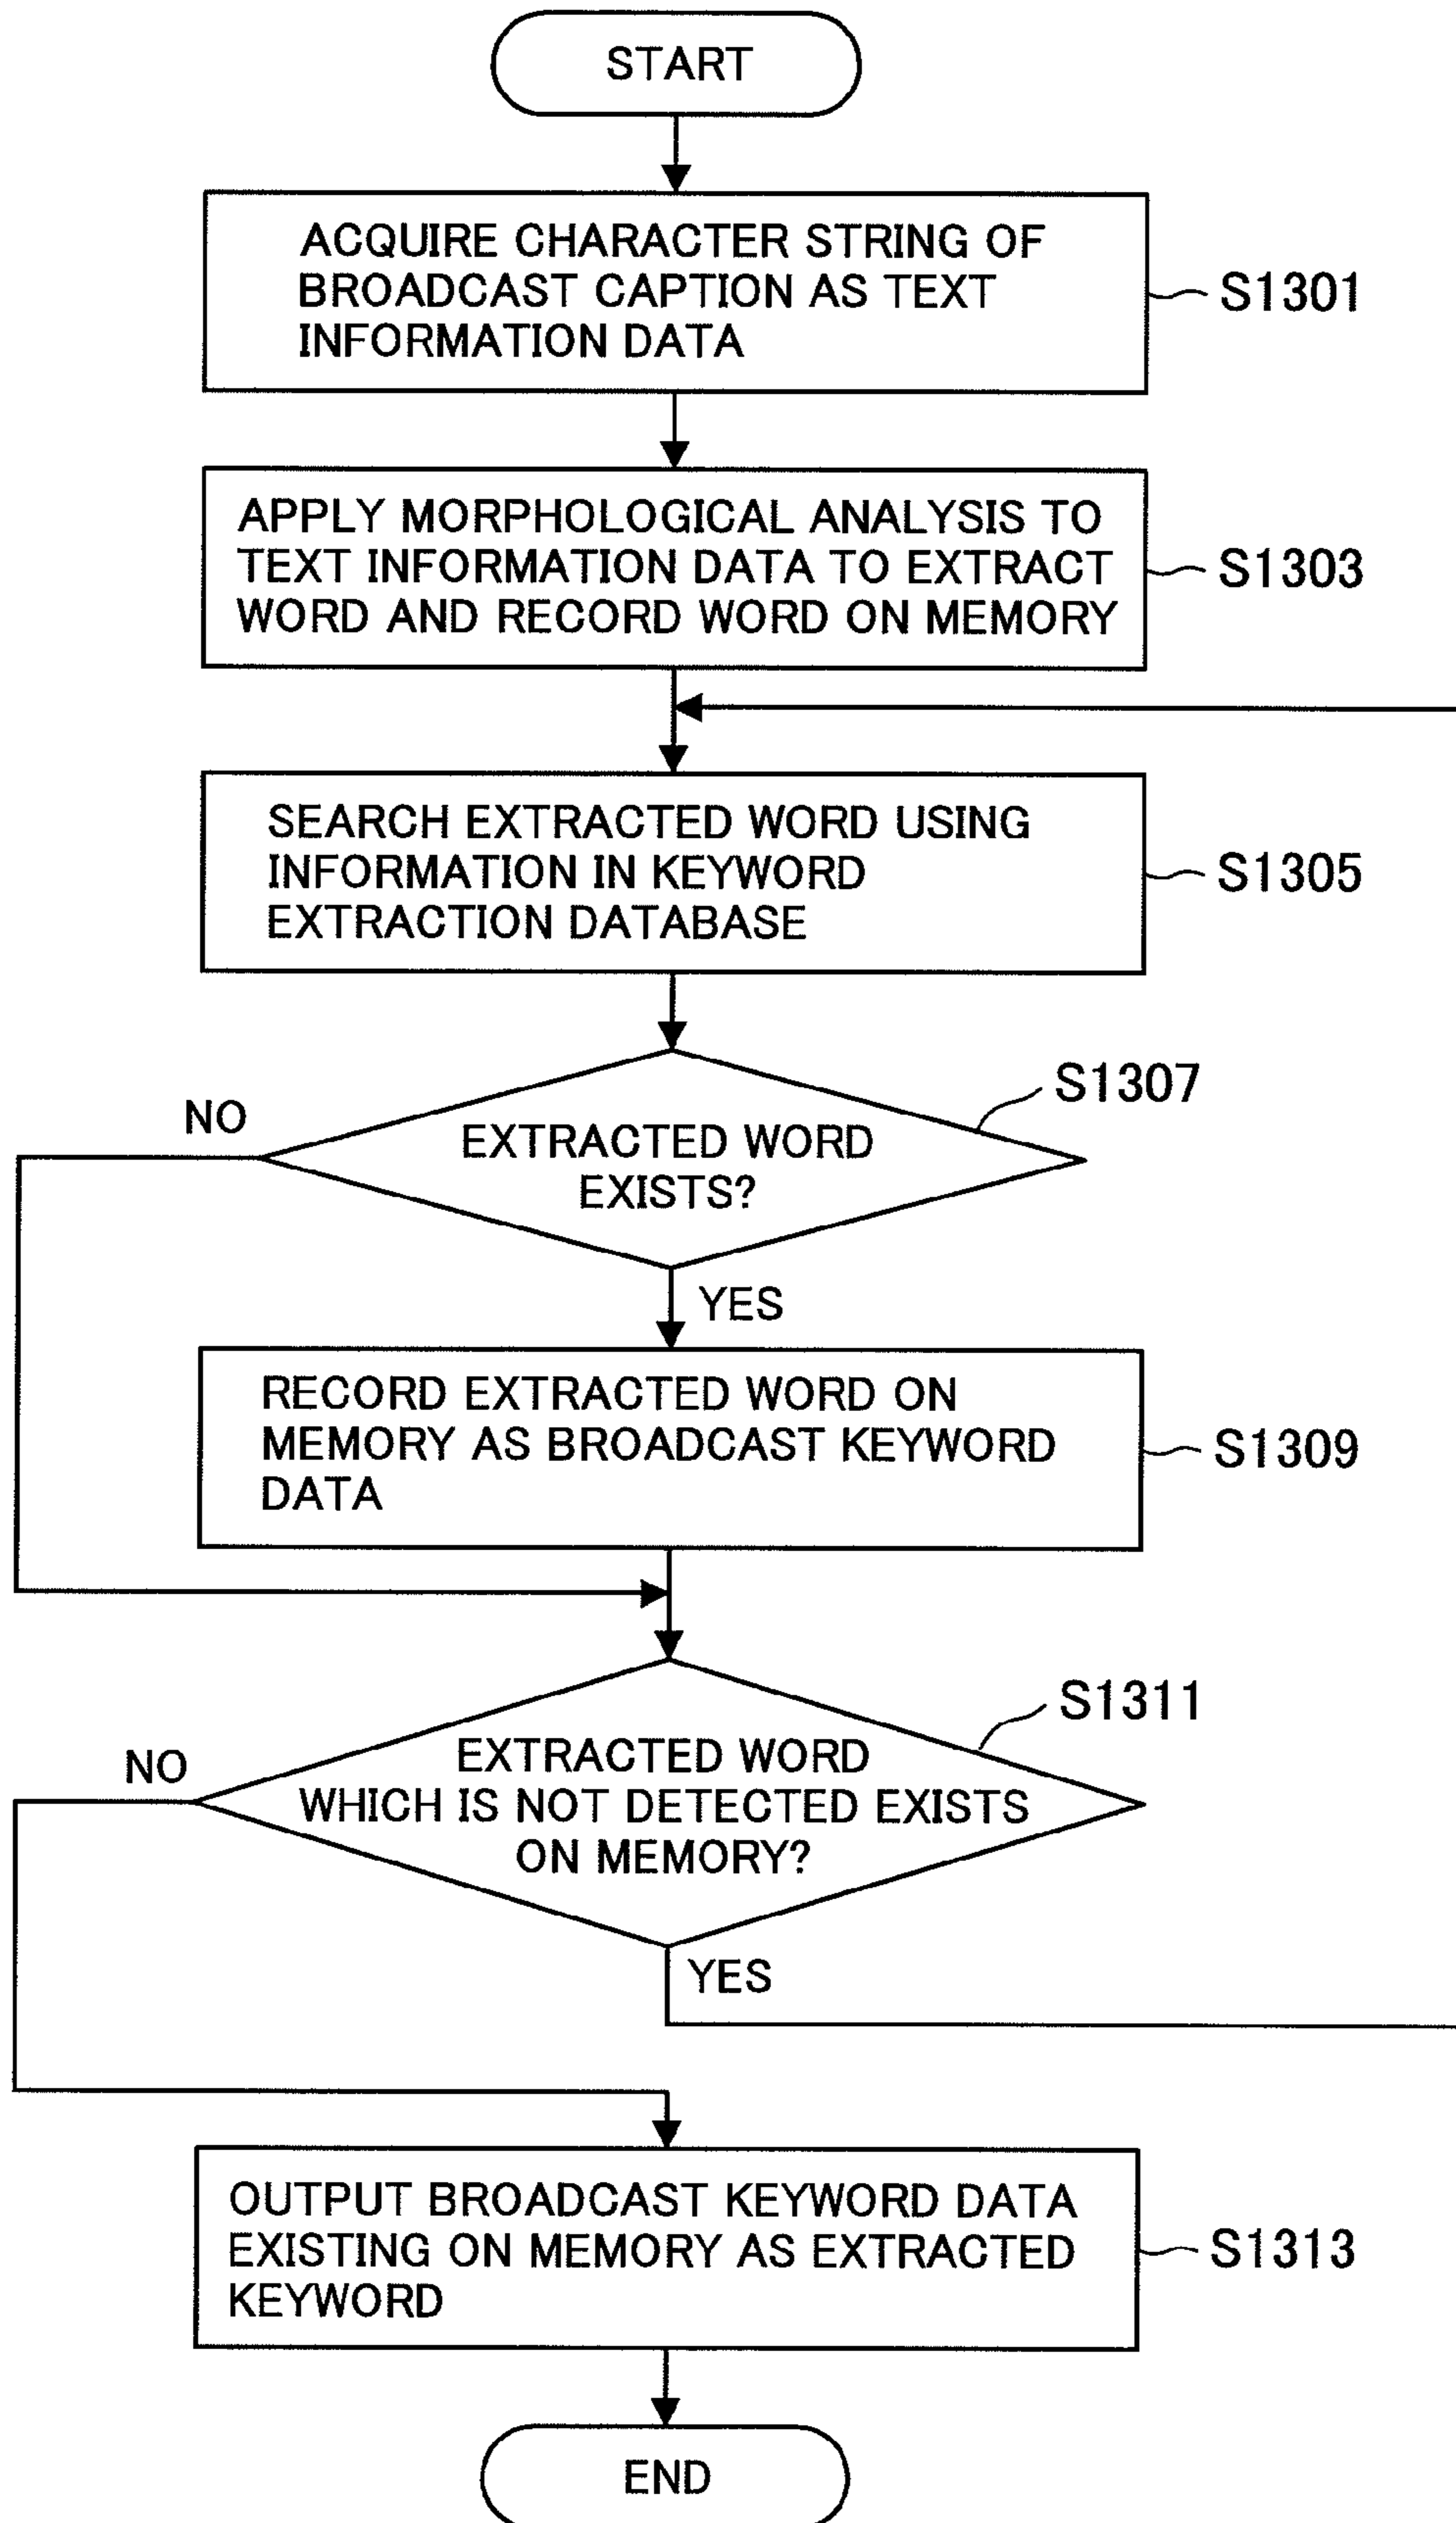 START
ACQUIRE CHARACTER STRING OF
BROADCAST CAPTION AS TEXT
INFORMATION DATA
S1301
APPLY MORPHOLOGICAL ANALYSIS TO
TEXT INFORMATION DATA TO EXTRACT
WORD AND RECORD WORD ON MEMORY
S1303
SEARCH EXTRACTED WORD USING
INFORMATION IN KEYWORD
EXTRACTION DATABASE
S1305
S1307
NO
EXTRACTED WORD
EXISTS?
YES
RECORD EXTRACTED WORD ON
MEMORY AS BROADCAST KEYWORD
DATA
S1309
S1311
NO
EXTRACTED WORD
WHICH IS NOT DETECTED EXISTS
ON MEMORY?
YES
OUTPUT BROADCAST KEYWORD DATA
EXISTING ON MEMORY AS EXTRACTED
KEYWORD
S1313
END